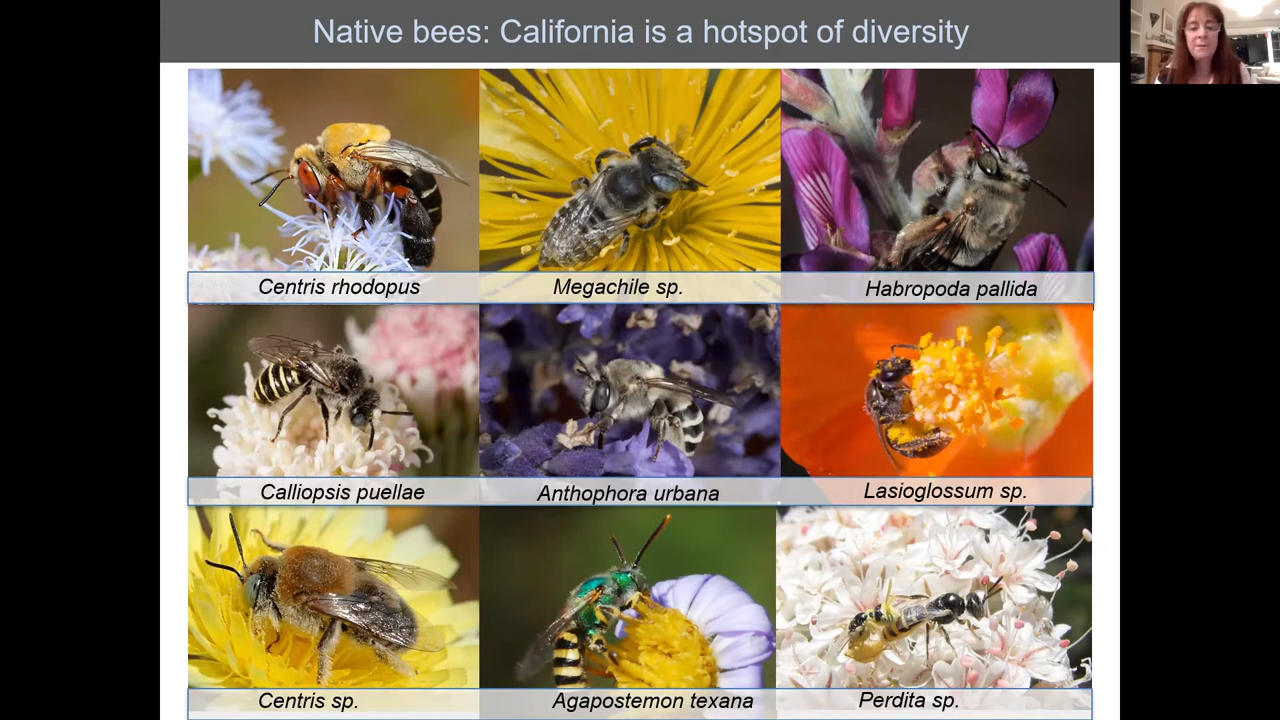 Native bees: California is a hotspot of diversity
Centris rhodopus
Megachile sp.
Habropoda pallida
Calliopsis puellae
Anthophora urbana
Lasioglossum sp.
Centris sp.
Agapostemon texana
Perdita sp.